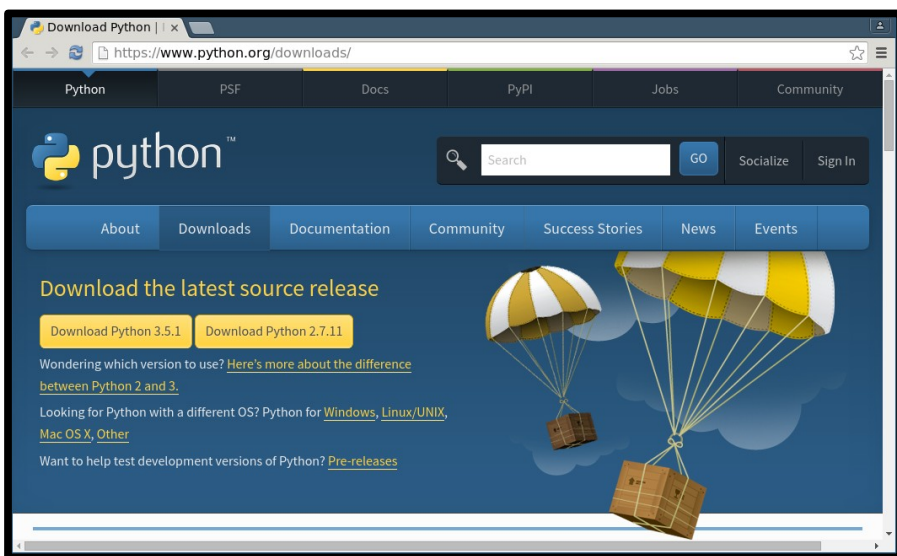 Download Python |
https://www.python.org/downloads/
Python PSF Docs PyPI Jobs Community
python™
Search GO Socialize Sign In
About Downloads Documentation Community Success Stories News Events
Download the latest source release
Download Python 3.5.1 Download Python 2.7.11
Wondering which version to use? Here's more about the difference
between Python 2 and 3.
Looking for Python with a different OS? Python for Windows, Linux/UNIX,
Mac OS X, Other
Want to help test development versions of Python? Pre-releases